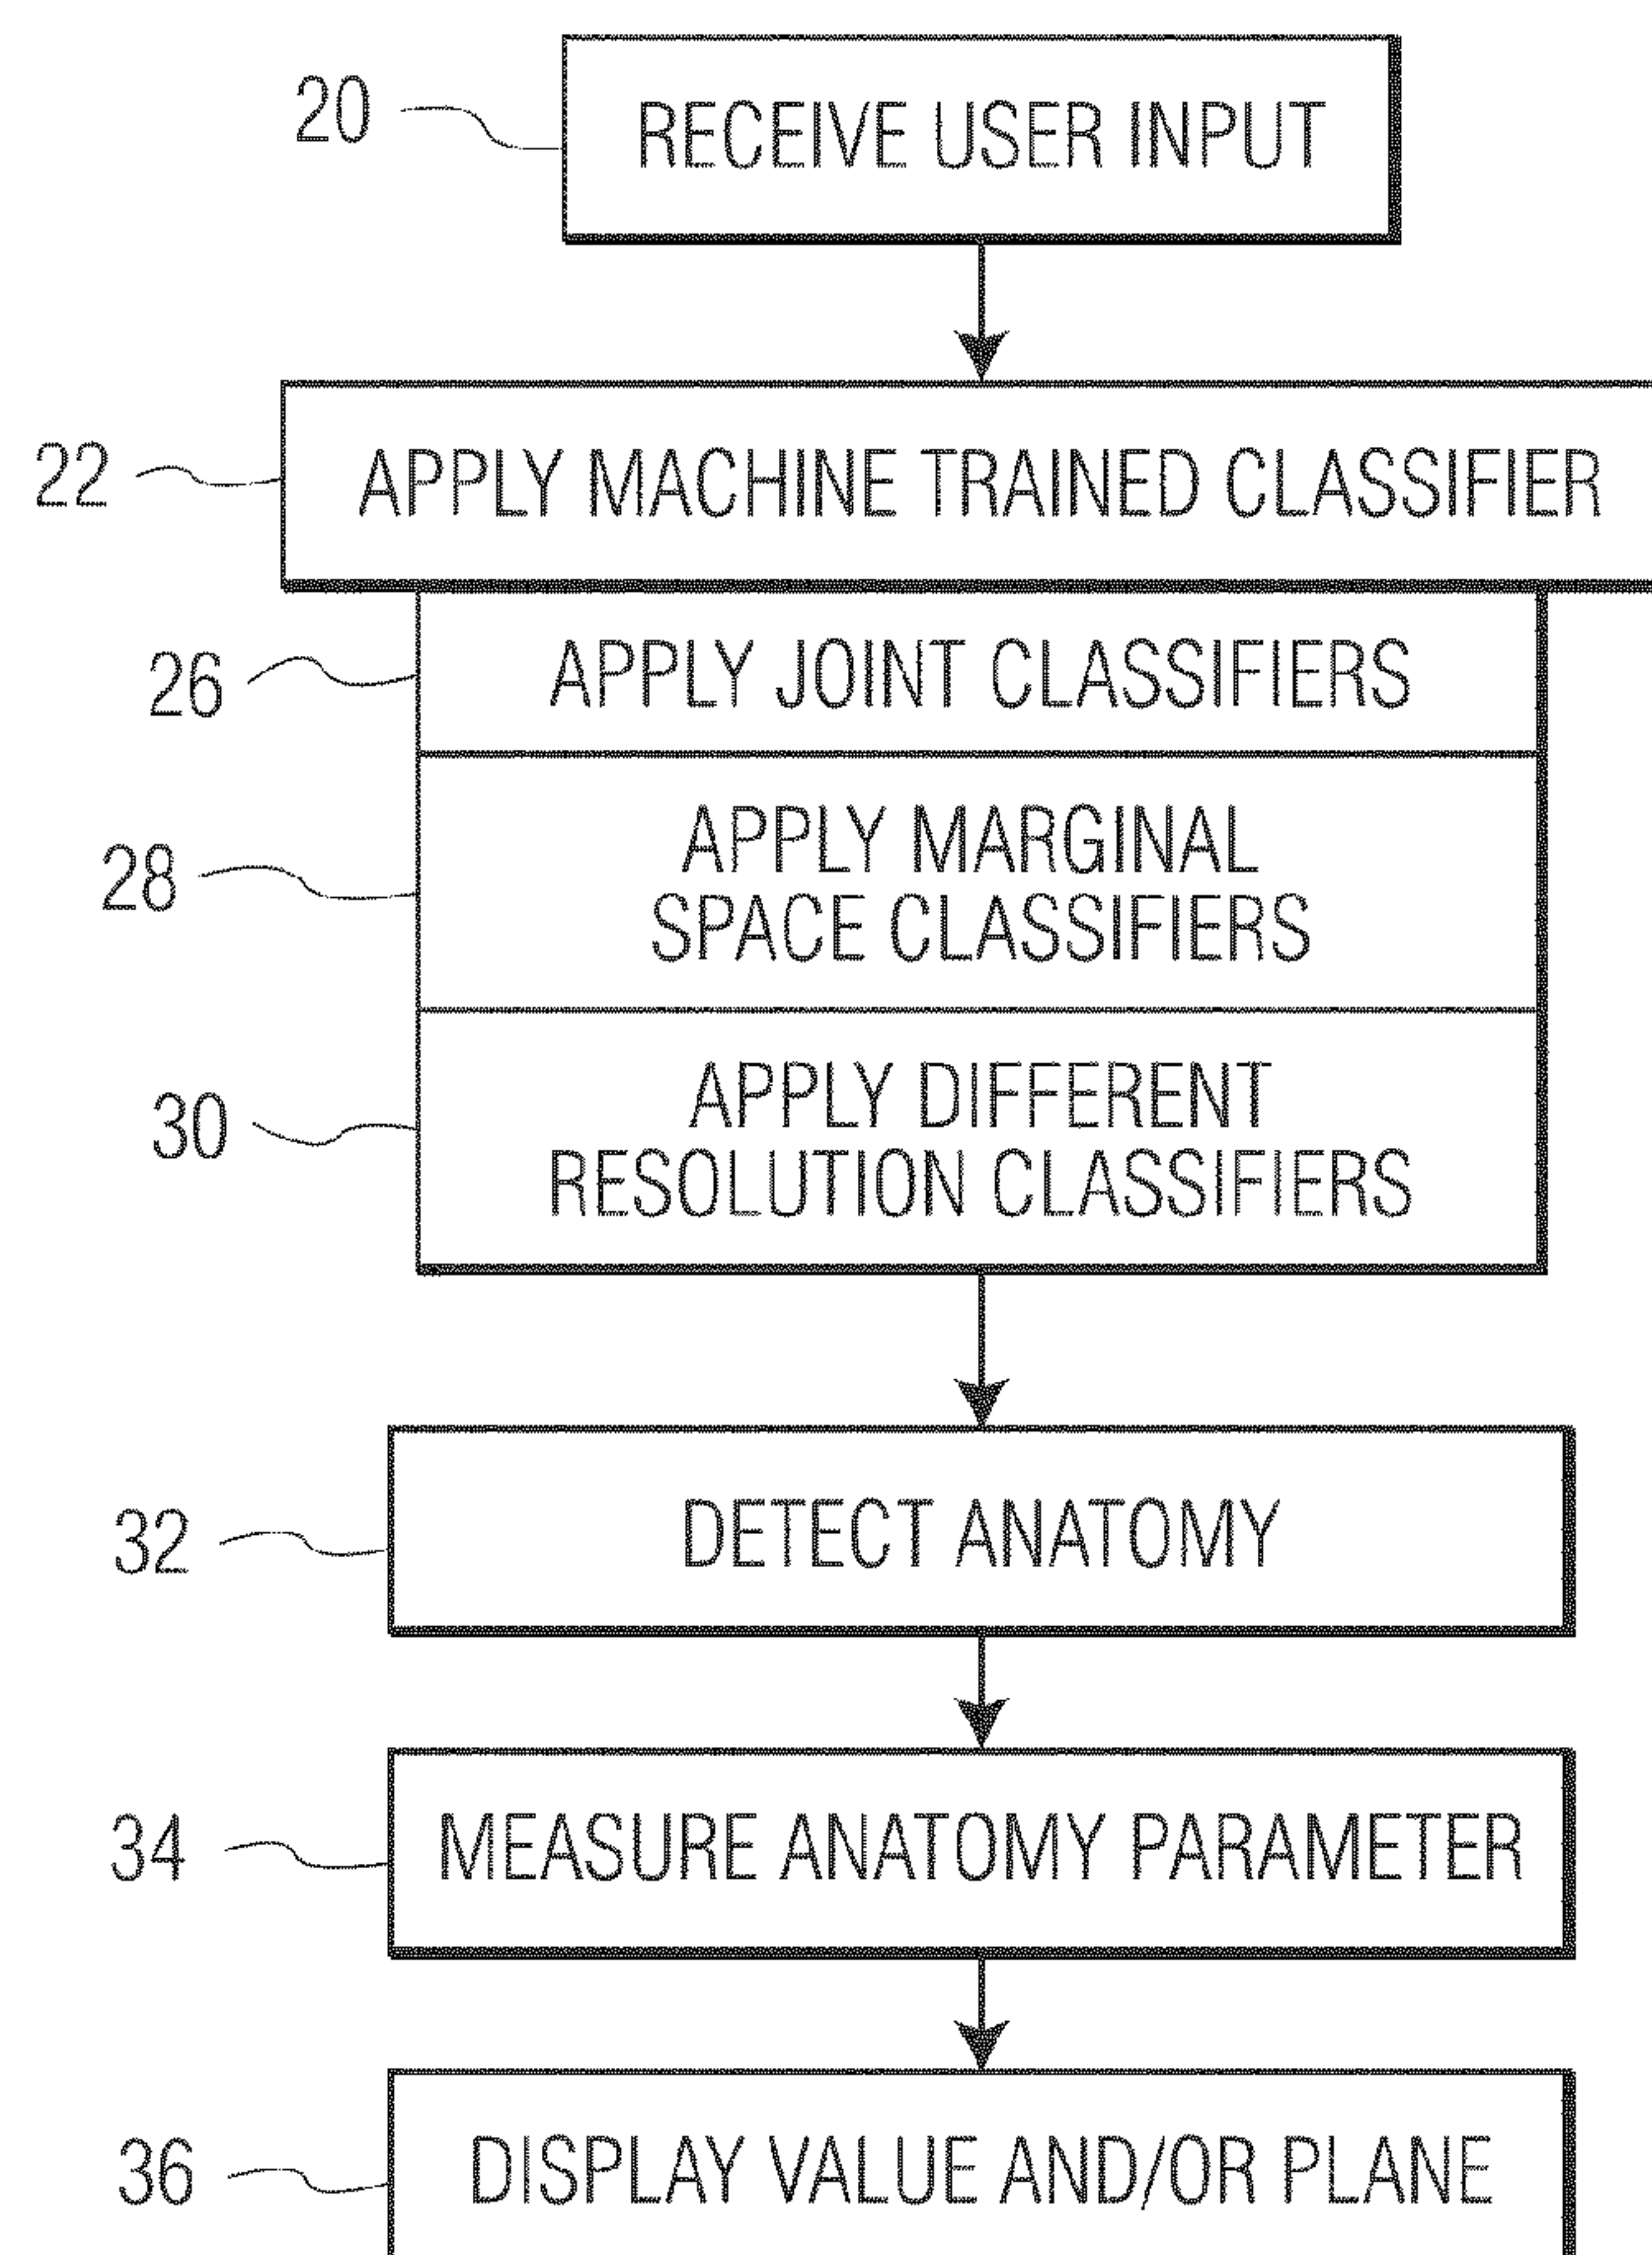 20
RECEIVE USER INPUT
22
APPLY MACHINE TRAINED CLASSIFIER
26
APPLY JOINT CLASSIFIERS
28
APPLY MARGINAL
SPACE CLASSIFIERS
30
APPLY DIFFERENT
RESOLUTION CLASSIFIERS
32
DETECT ANATOMY
34
MEASURE ANATOMY PARAMETER
36
DISPLAY VALUE AND/OR PLANE